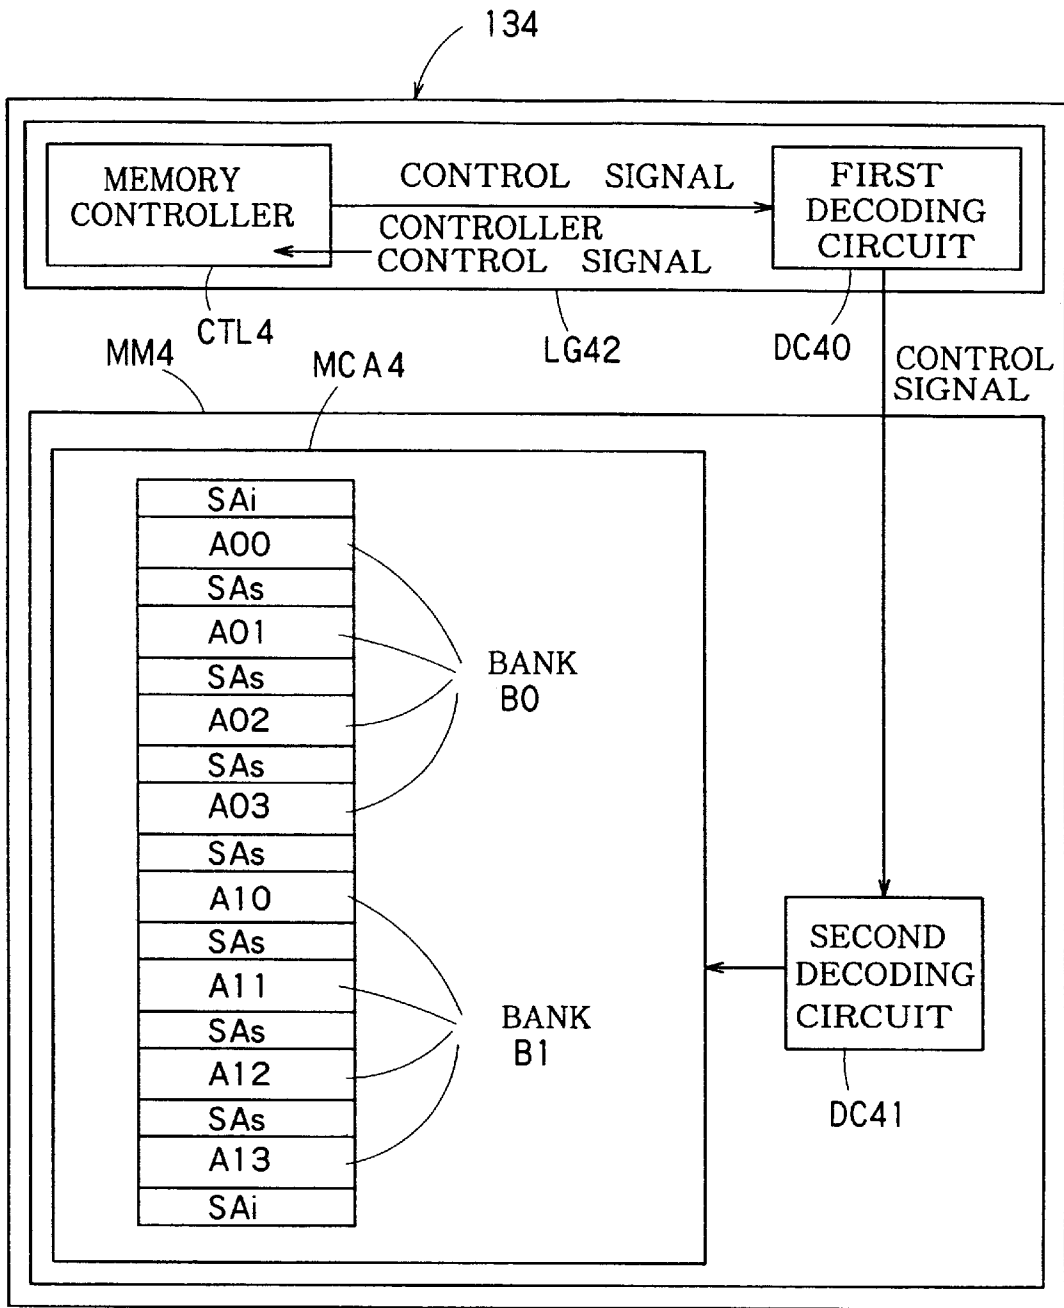 134
MEMORY
CONTROLLER
CONTROL SIGNAL
CONTROLLER
CONTROL SIGNAL
FIRST
DECODING
CIRCUIT
CTL4
LG42
DC40
MM4
MCA4
CONTROL
SIGNAL
SAi
A00
SAs
A01
SAs
A02
SAs
A03
SAs
A10
SAs
A11
SAs
A12
SAs
A13
SAi
BANK
B0
BANK
B1
SECOND
DECODING
CIRCUIT
DC41